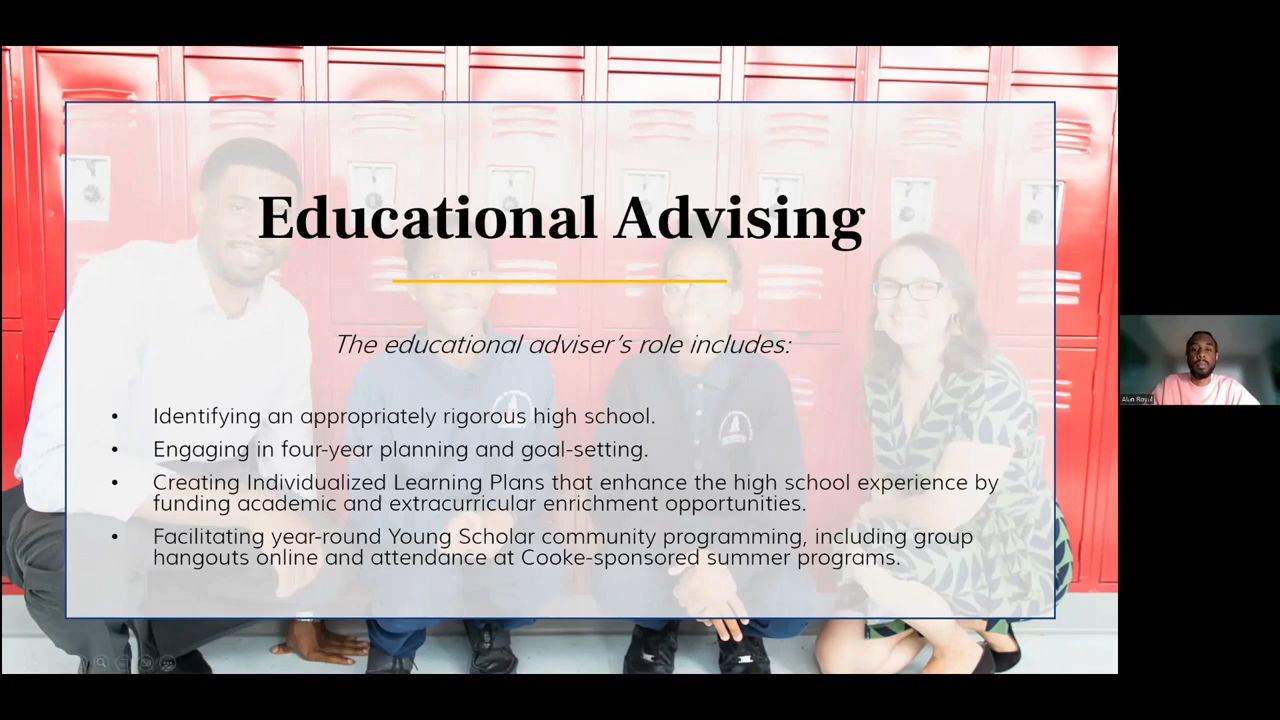 Educational Advising
The educational adviser's role includes:
• Identifying an appropriately rigorous high school.
• Engaging in four-year planning and goal-setting.
• Creating Individualized Learning Plans that enhance the high school experience by
funding academic and extracurricular enrichment opportunities.
• Facilitating year-round Young Scholar community programming, including group
hangouts online and attendance at Cooke-sponsored summer programs.
Alan Royal